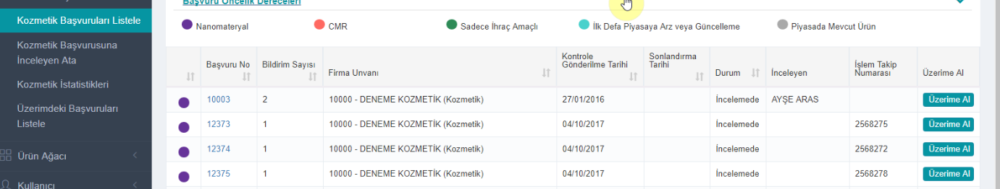 Başvuru Öncelik Dereceleri
Kozmetik Başvuruları Listele
Kozmetik Başvurusuna
İnceleyen Ata
Kozmetik İstatistikleri
Üzerimdeki Başvuruları
Listele
Ürün Ağacı
Kullanıcı
Nanomateryal CMR Sadece İhraç Amaçlı İlk Defa Piyasaya Arz veya Güncelleme Piyasada Mevcut Ürün
Başvuru No Bildirim Sayısı Firma Unvanı Kontrole Gönderilme Tarihi Sonlandırma Tarihi Durum İnceleyen İşlem Takip Numarası Üzerime Al
10003 2 10000 - DENEME KOZMETİK (Kozmetik) 27/01/2016 İncelemede AYŞE ARAS Üzerime Al
12373 1 10000 - DENEME KOZMETİK (Kozmetik) 04/10/2017 İncelemede 2568275 Üzerime Al
12374 1 10000 - DENEME KOZMETİK (Kozmetik) 04/10/2017 İncelemede 2568272 Üzerime Al
12375 1 10000 - DENEME KOZMETİK (Kozmetik) 04/10/2017 İncelemede 2568278 Üzerime Al